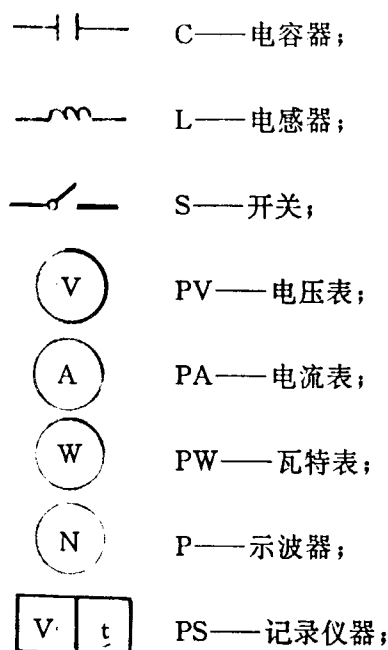 C——电容器;
L——电感器;
S——开关;
V PV——电压表;
A PA——电流表;
W PW——瓦特表;
N P——示波器;
V t PS——记录仪器;